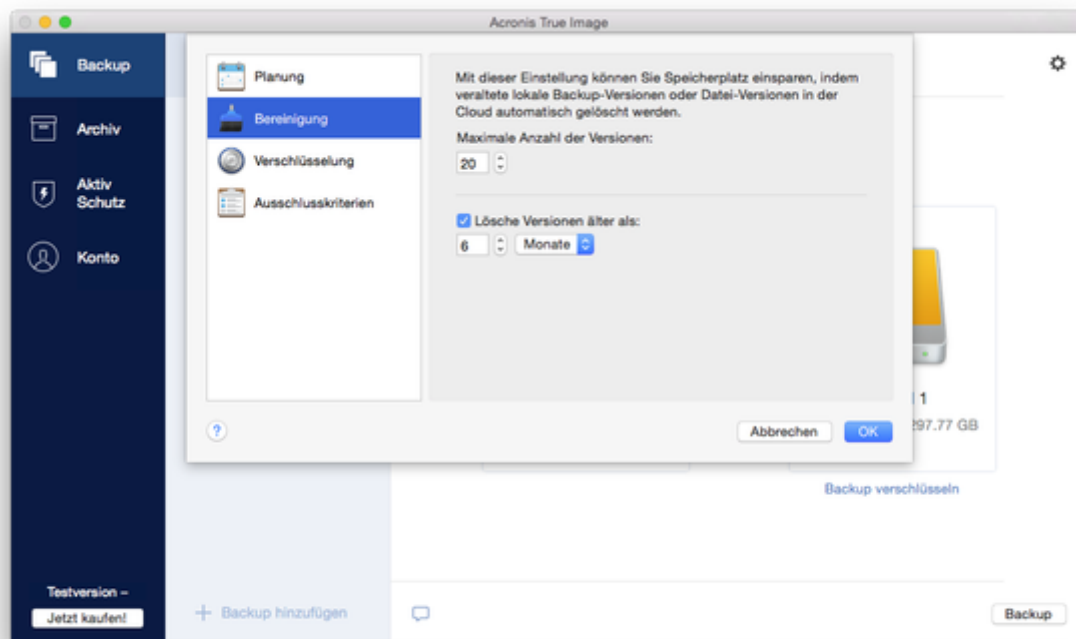 Acronis True Image
Backup
Archiv
Aktiv
Schutz
Konto
Testversion –
Jetzt kaufen!
Planung
Bereinigung
Verschlüsselung
Ausschlusskriterien
Mit dieser Einstellung können Sie Speicherplatz einsparen, indem
veraltete lokale Backup-Versionen oder Datei-Versionen in der
Cloud automatisch gelöscht werden.
Maximale Anzahl der Versionen:
20
Lösche Versionen älter als:
6 Monate
?
Abbrechen OK
1
297.77 GB
Backup verschlüsseln
+ Backup hinzufügen
Backup